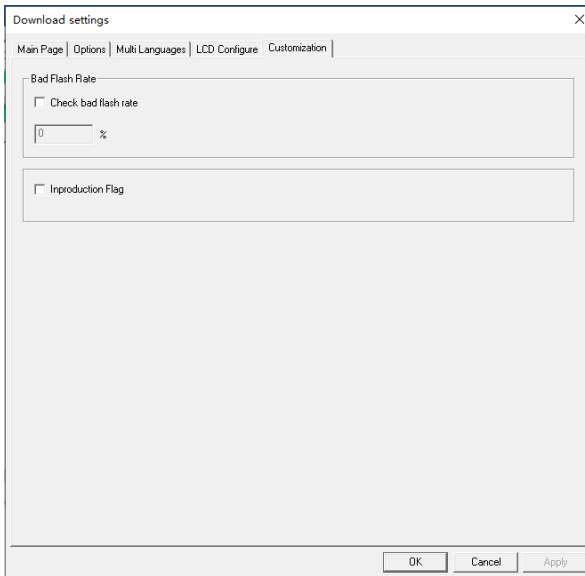 Download settings
Main Page Options Multi Languages LCD Configure Customization
Bad Flash Rate
Check bad flash rate
0 %
Inproduction Flag
OK Cancel Apply